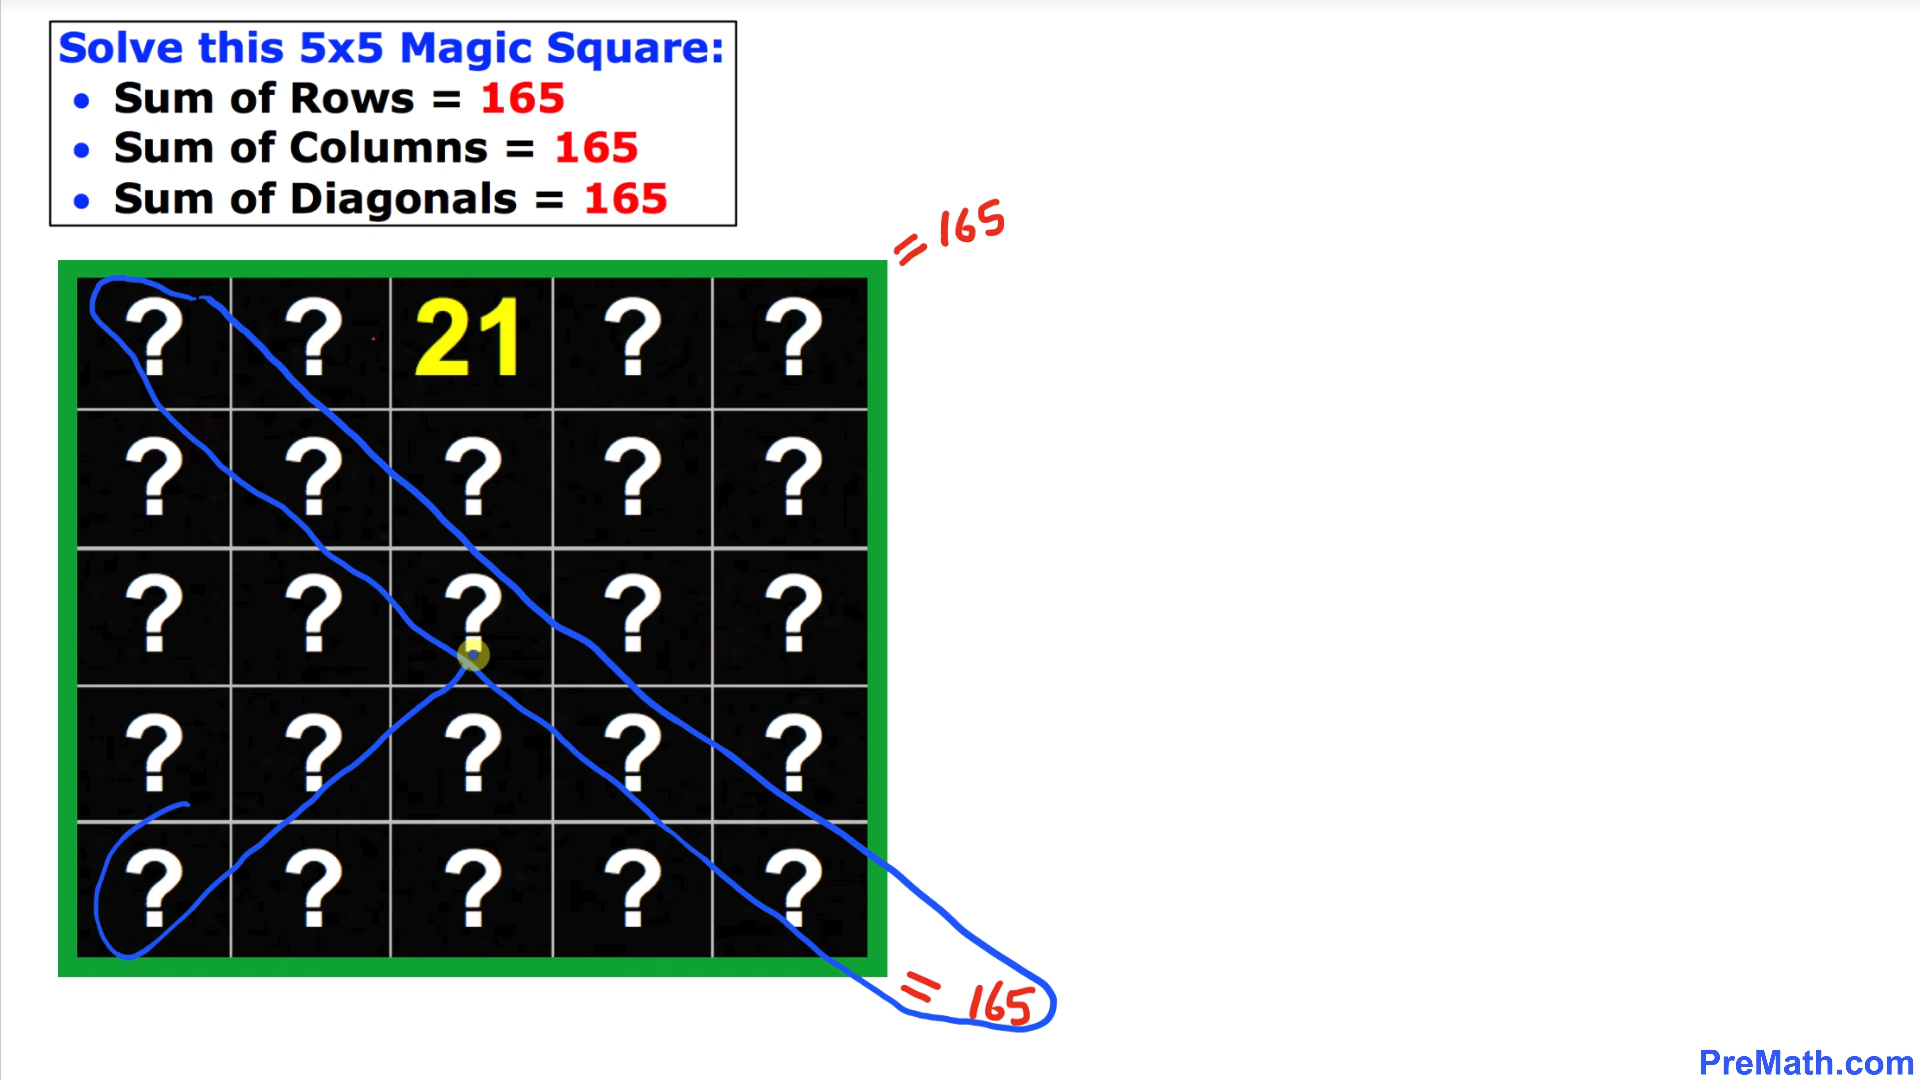 Solve this 5x5 Magic Square:
• Sum of Rows = 165
• Sum of Columns = 165
• Sum of Diagonals = 165
= 165
? ? 21 ? ?
? ? ? ? ?
? ? ? ? ?
? ? ? ? ?
? ? ? ? ?
= 165
PreMath.com